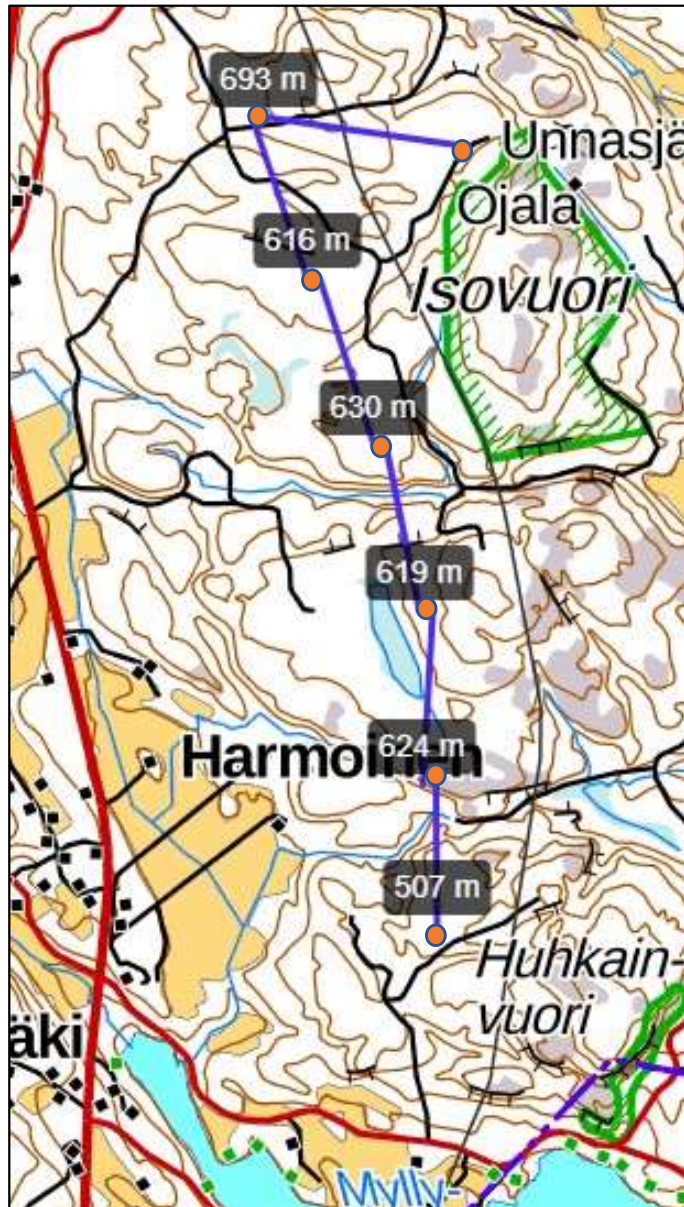 693 m
Unnasjä
Ojala
616 m
Isovuori
630 m
619 m
Harmoinen
624 m
507 m
Huhkain-
vuori
äki
Mylly-